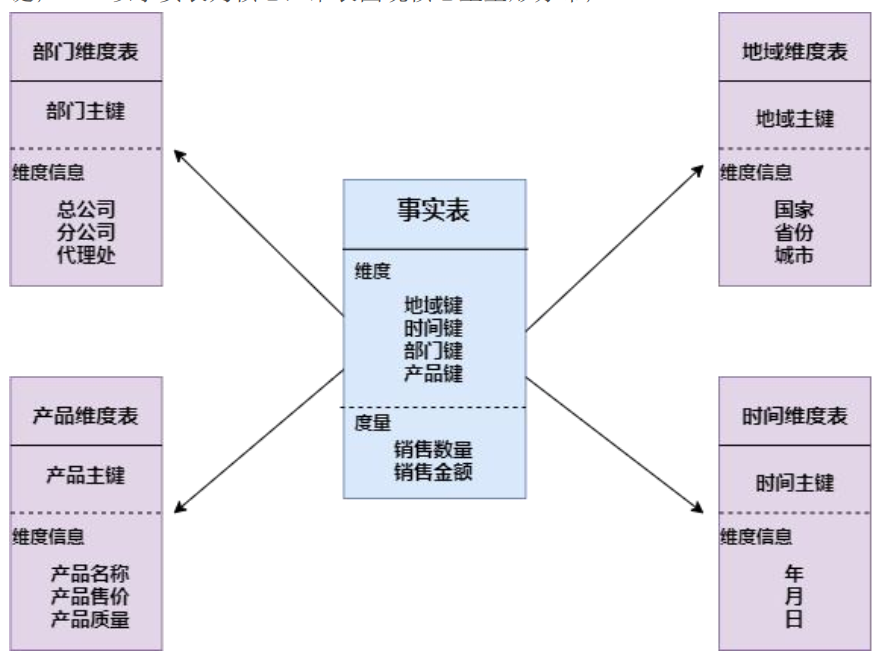 部门维度表
部门主键
维度信息
总公司
分公司
代理处
地域维度表
地域主键
维度信息
国家
省份
城市
事实表
维度
地域键
时间键
部门键
产品键
度量
销售数量
销售金额
产品维度表
产品主键
维度信息
产品名称
产品售价
产品质量
时间维度表
时间主键
维度信息
年
月
日